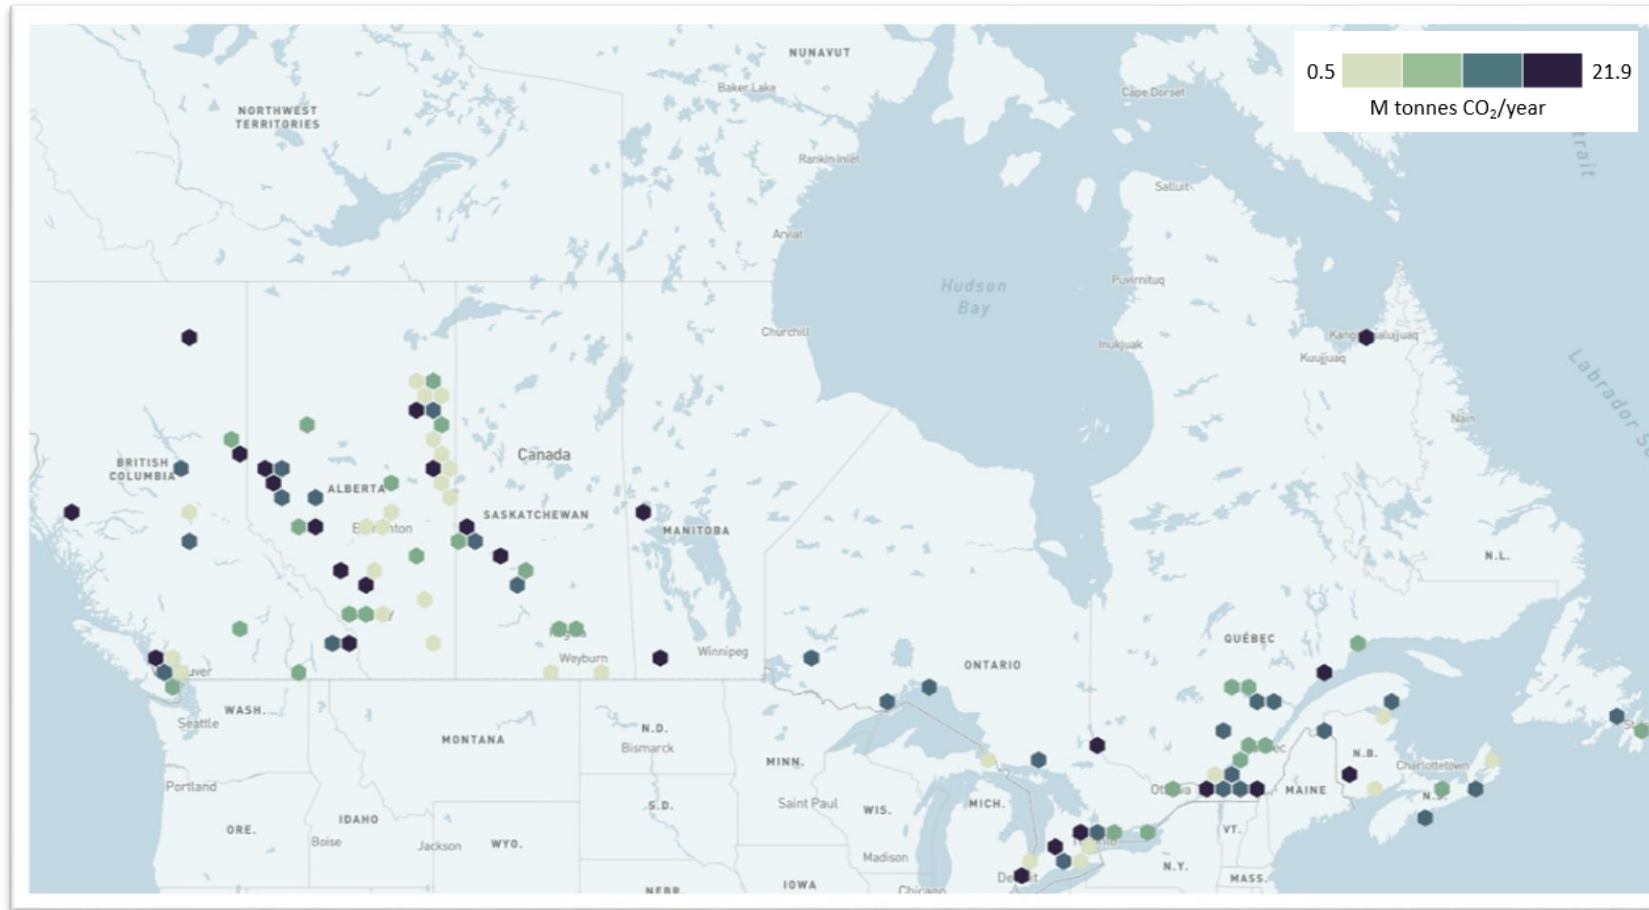 NUNAVUT
0.5
21.9
M tonnes CO₂/year
Baker Lake
Cape Dorset
NORTHWEST
TERRITORIES
trait
Rankin Inlet
Salluit
Arviat
Puvirnituq
Hudson
Bay
Churchill
Inukjuak
Kuujjuaq
Labrador
Nain
Canada
BRITISH
COLUMBIA
ALBERTA
SASKATCHEWAN
MANITOBA
N.L.
QUÉBEC
Winnipeg
Weyburn
ONTARIO
WASH.
Seattle
MONTANA
N.D.
Bismarck
MINN.
N.B.
Charlottetown
Portland
MAINE
IDAHO
S.D.
Saint Paul
WIS.
MICH.
ORE.
Boise
Jackson
WYO.
VT.
Madison
N.Y.
MASS.
NEBR.
IOWA
Chicago